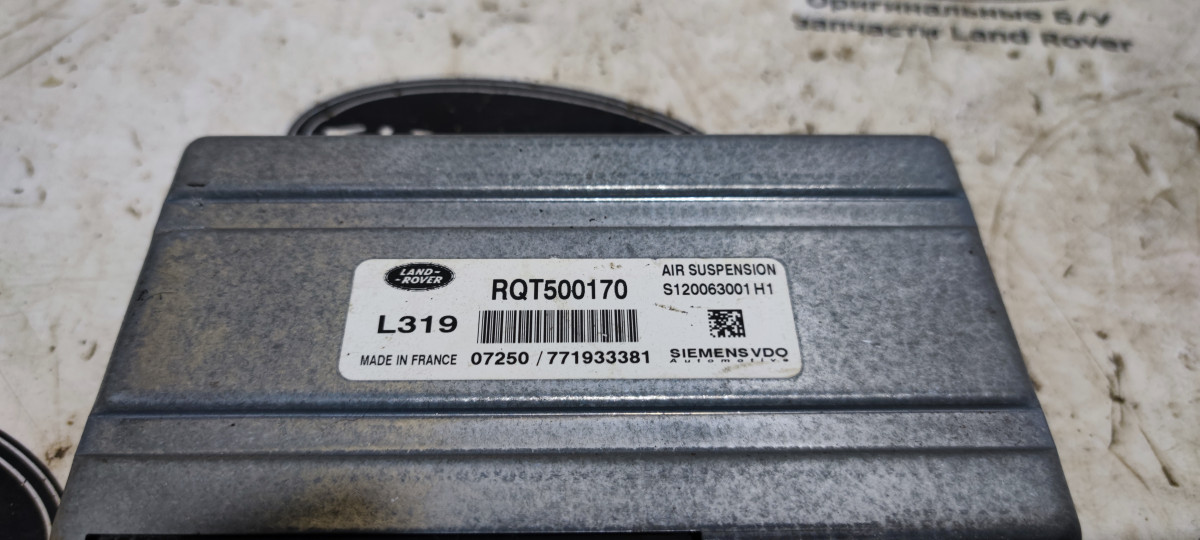 Оригинальные Б/У
запчасти Land Rover
LAND-
-ROVER
RQT500170
AIR SUSPENSION
S120063001 H1
L319
MADE IN FRANCE
07250 / 771933381
SIEMENS VDO
Automotive